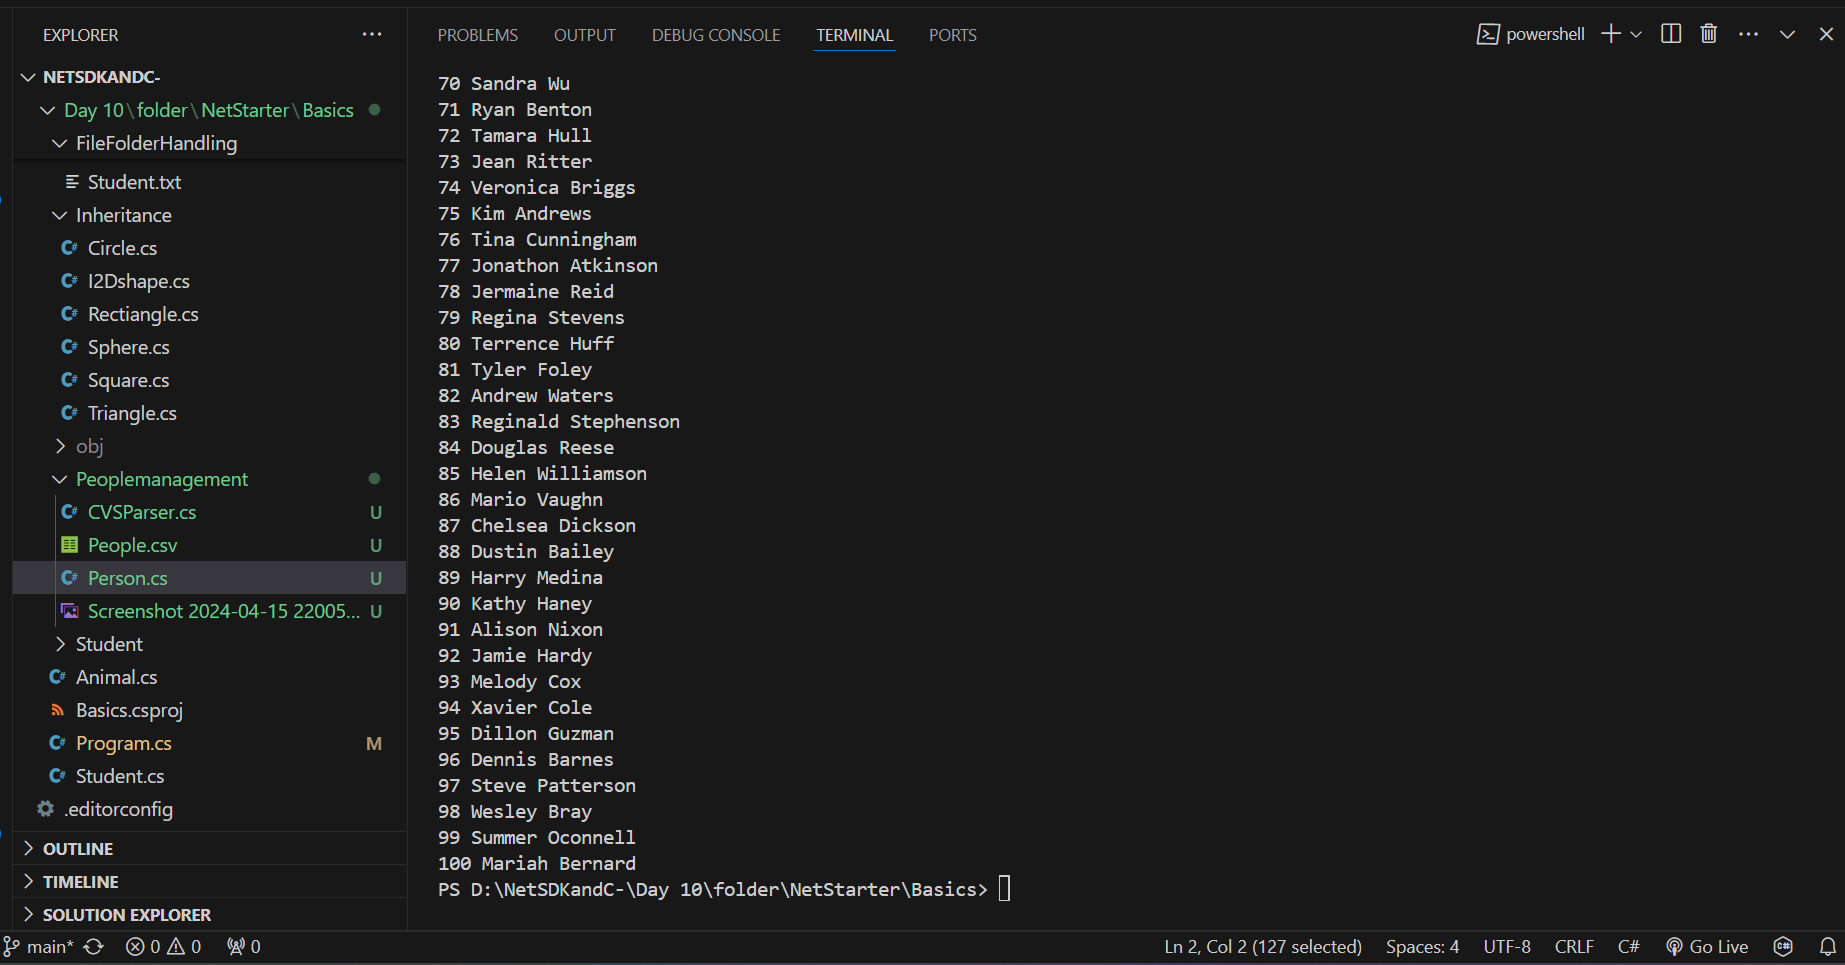 EXPLORER
NETSDKANDC-
Day 10\folder\NetStarter\Basics
FileFolderHandling
Student.txt
Inheritance
Circle.cs
I2Dshape.cs
Rectiangle.cs
Sphere.cs
Square.cs
Triangle.cs
obj
Peoplemanagement
CVSParser.cs U
People.csv U
Person.cs U
Screenshot 2024-04-15 22005... U
Student
Animal.cs
Basics.csproj
Program.cs M
Student.cs
.editorconfig
OUTLINE
TIMELINE
SOLUTION EXPLORER
PROBLEMS OUTPUT DEBUG CONSOLE TERMINAL PORTS
powershell
70 Sandra Wu
71 Ryan Benton
72 Tamara Hull
73 Jean Ritter
74 Veronica Briggs
75 Kim Andrews
76 Tina Cunningham
77 Jonathon Atkinson
78 Jermaine Reid
79 Regina Stevens
80 Terrence Huff
81 Tyler Foley
82 Andrew Waters
83 Reginald Stephenson
84 Douglas Reese
85 Helen Williamson
86 Mario Vaughn
87 Chelsea Dickson
88 Dustin Bailey
89 Harry Medina
90 Kathy Haney
91 Alison Nixon
92 Jamie Hardy
93 Melody Cox
94 Xavier Cole
95 Dillon Guzman
96 Dennis Barnes
97 Steve Patterson
98 Wesley Bray
99 Summer Oconnell
100 Mariah Bernard
PS D:\NetSDKandC-\Day 10\folder\NetStarter\Basics>
main* 0 0 0 Ln 2, Col 2 (127 selected) Spaces: 4 UTF-8 CRLF C# Go Live